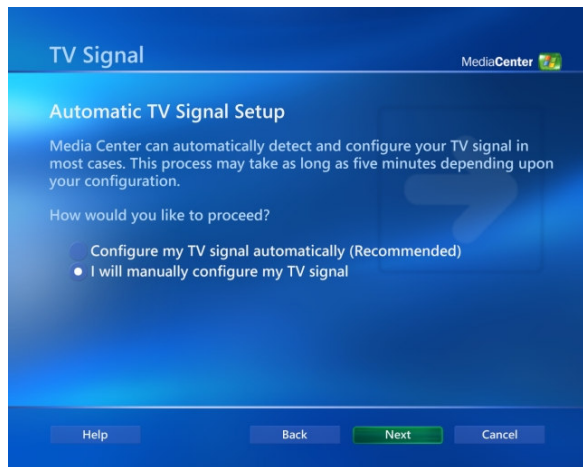 TV Signal
MediaCenter
Automatic TV Signal Setup
Media Center can automatically detect and configure your TV signal in
most cases. This process may take as long as five minutes depending upon
your configuration.
How would you like to proceed?
Configure my TV signal automatically (Recommended)
I will manually configure my TV signal
Help Back Next Cancel